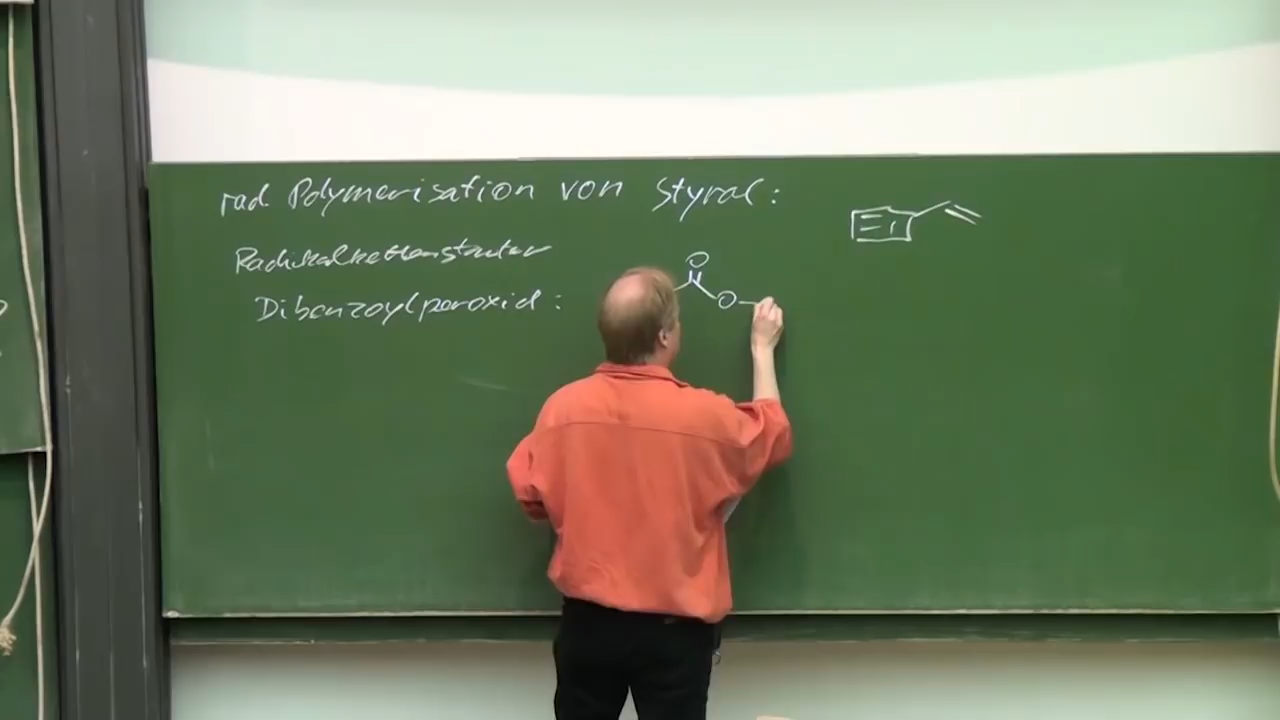 rad Polymerisation von Styrol:
Radikalkettenstarter
Dibenzoylperoxid:
O
O